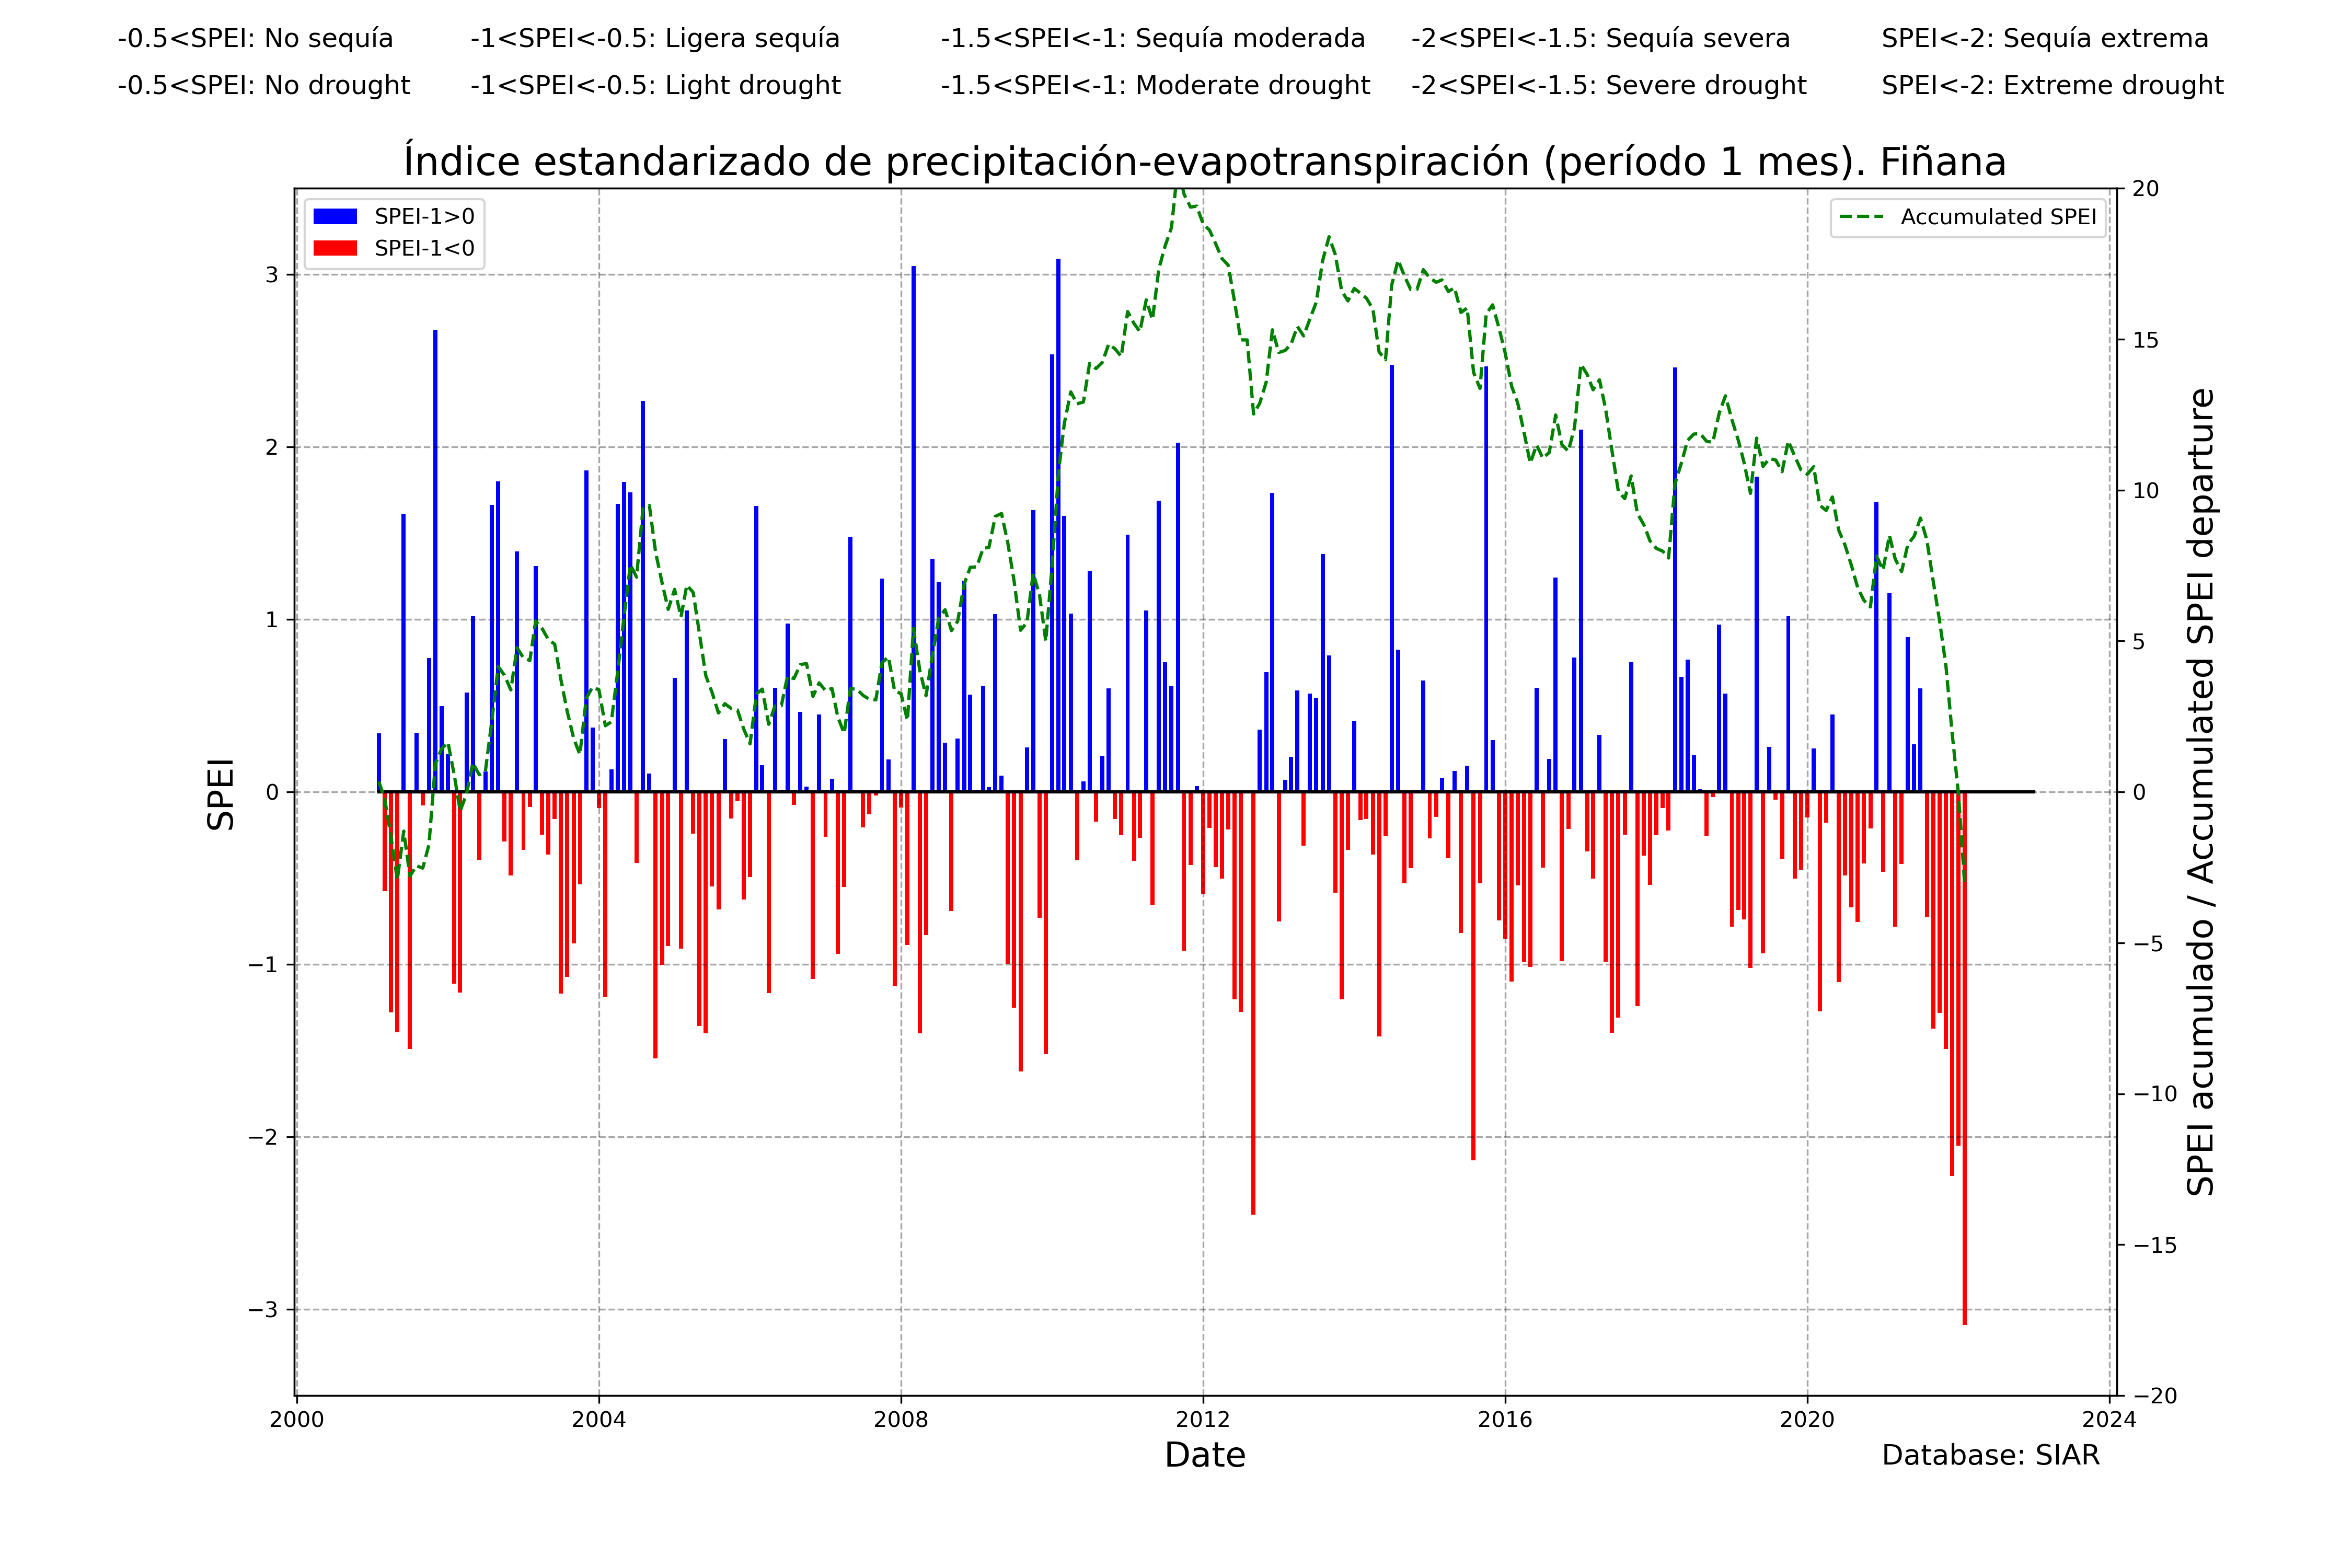 -0.5<SPEI: No sequía
-1<SPEI<-0.5: Ligera sequía
-1.5<SPEI<-1: Sequía moderada
-2<SPEI<-1.5: Sequía severa
SPEI<-2: Sequía extrema
-0.5<SPEI: No drought
-1<SPEI<-0.5: Light drought
-1.5<SPEI<-1: Moderate drought
-2<SPEI<-1.5: Severe drought
SPEI<-2: Extreme drought
Índice estandarizado de precipitación-evapotranspiración (período 1 mes). Fiñana
SPEI-1>0
SPEI-1<0
Accumulated SPEI
SPEI
3
2
1
0
−1
−2
−3
20
15
10
5
0
−5
−10
−15
−20
SPEI acumulado / Accumulated SPEI departure
2000
2004
2008
2012
2016
2020
2024
Date
Database: SIAR